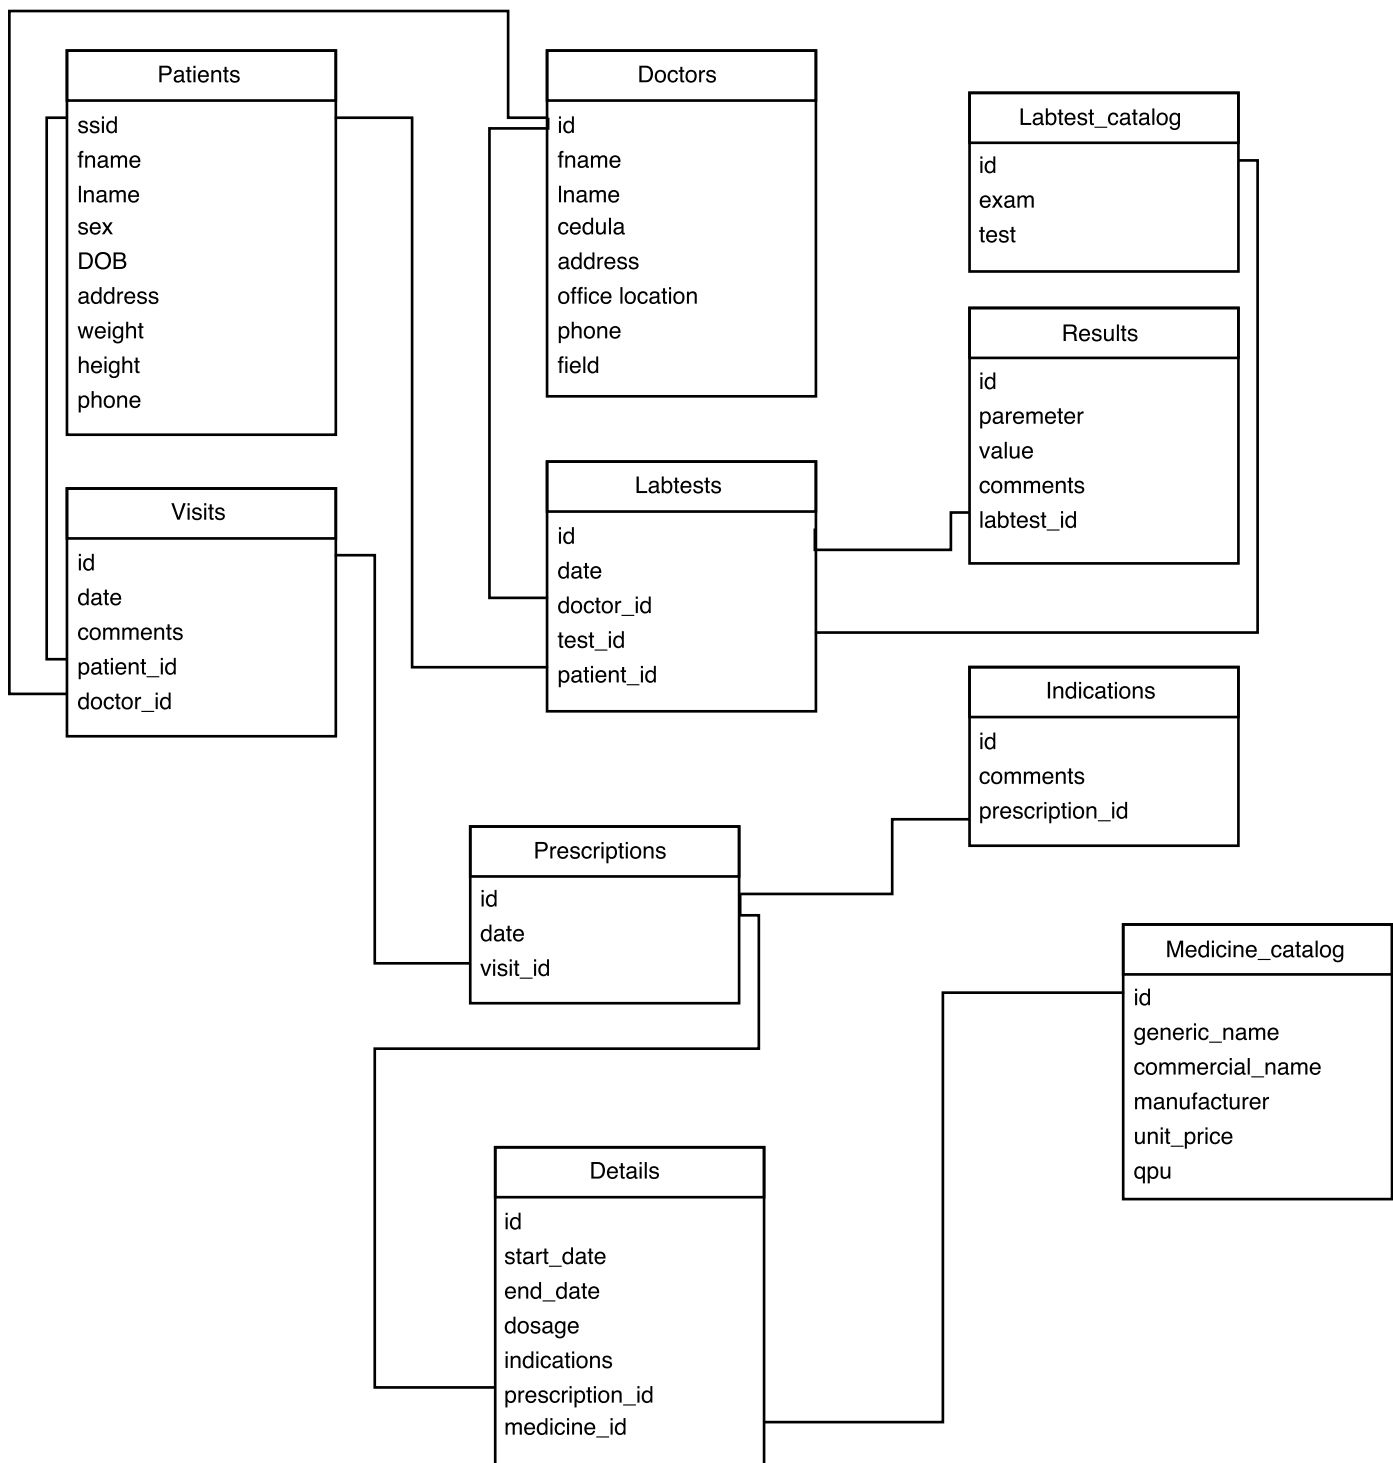 Patients
ssid
fname
lname
sex
DOB
address
weight
height
phone
Doctors
id
fname
lname
cedula
address
office location
phone
field
Labtest_catalog
id
exam
test
Results
id
paremeter
value
comments
labtest_id
Visits
id
date
comments
patient_id
doctor_id
Labtests
id
date
doctor_id
test_id
patient_id
Indications
id
comments
prescription_id
Prescriptions
id
date
visit_id
Medicine_catalog
id
generic_name
commercial_name
manufacturer
unit_price
qpu
Details
id
start_date
end_date
dosage
indications
prescription_id
medicine_id